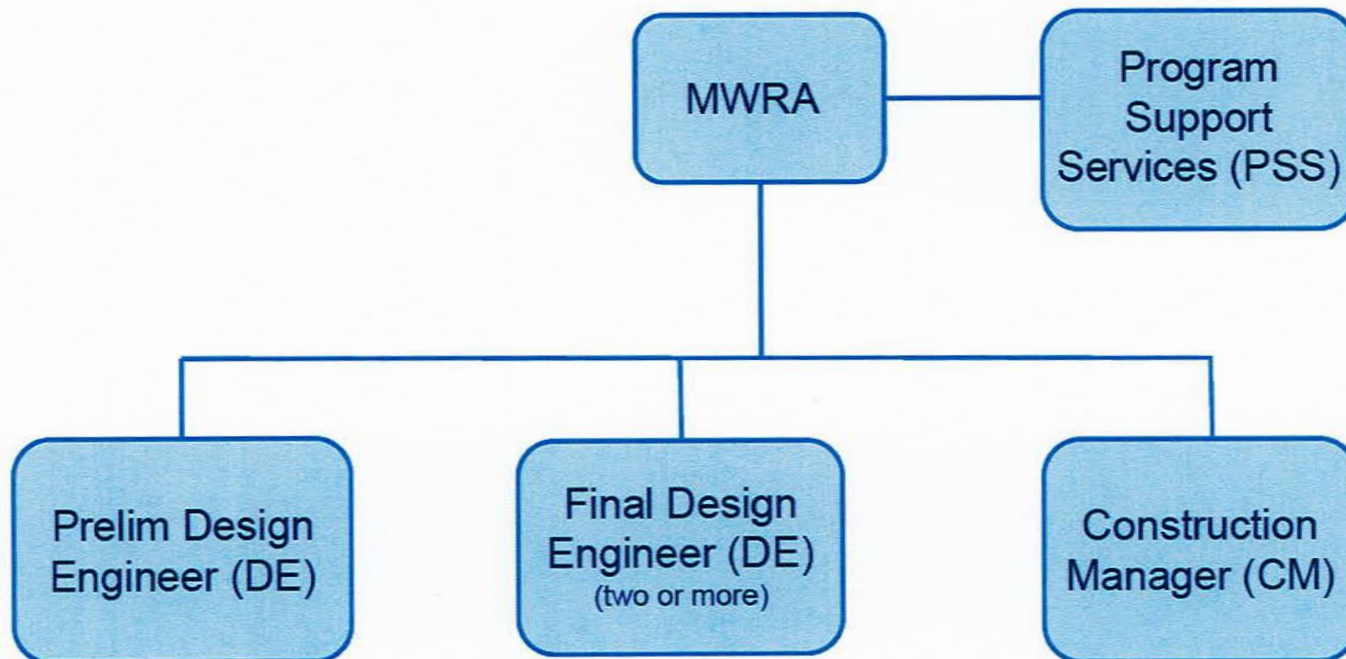 MWRA
Program
Support
Services (PSS)
Prelim Design
Engineer (DE)
Final Design
Engineer (DE)
(two or more)
Construction
Manager (CM)